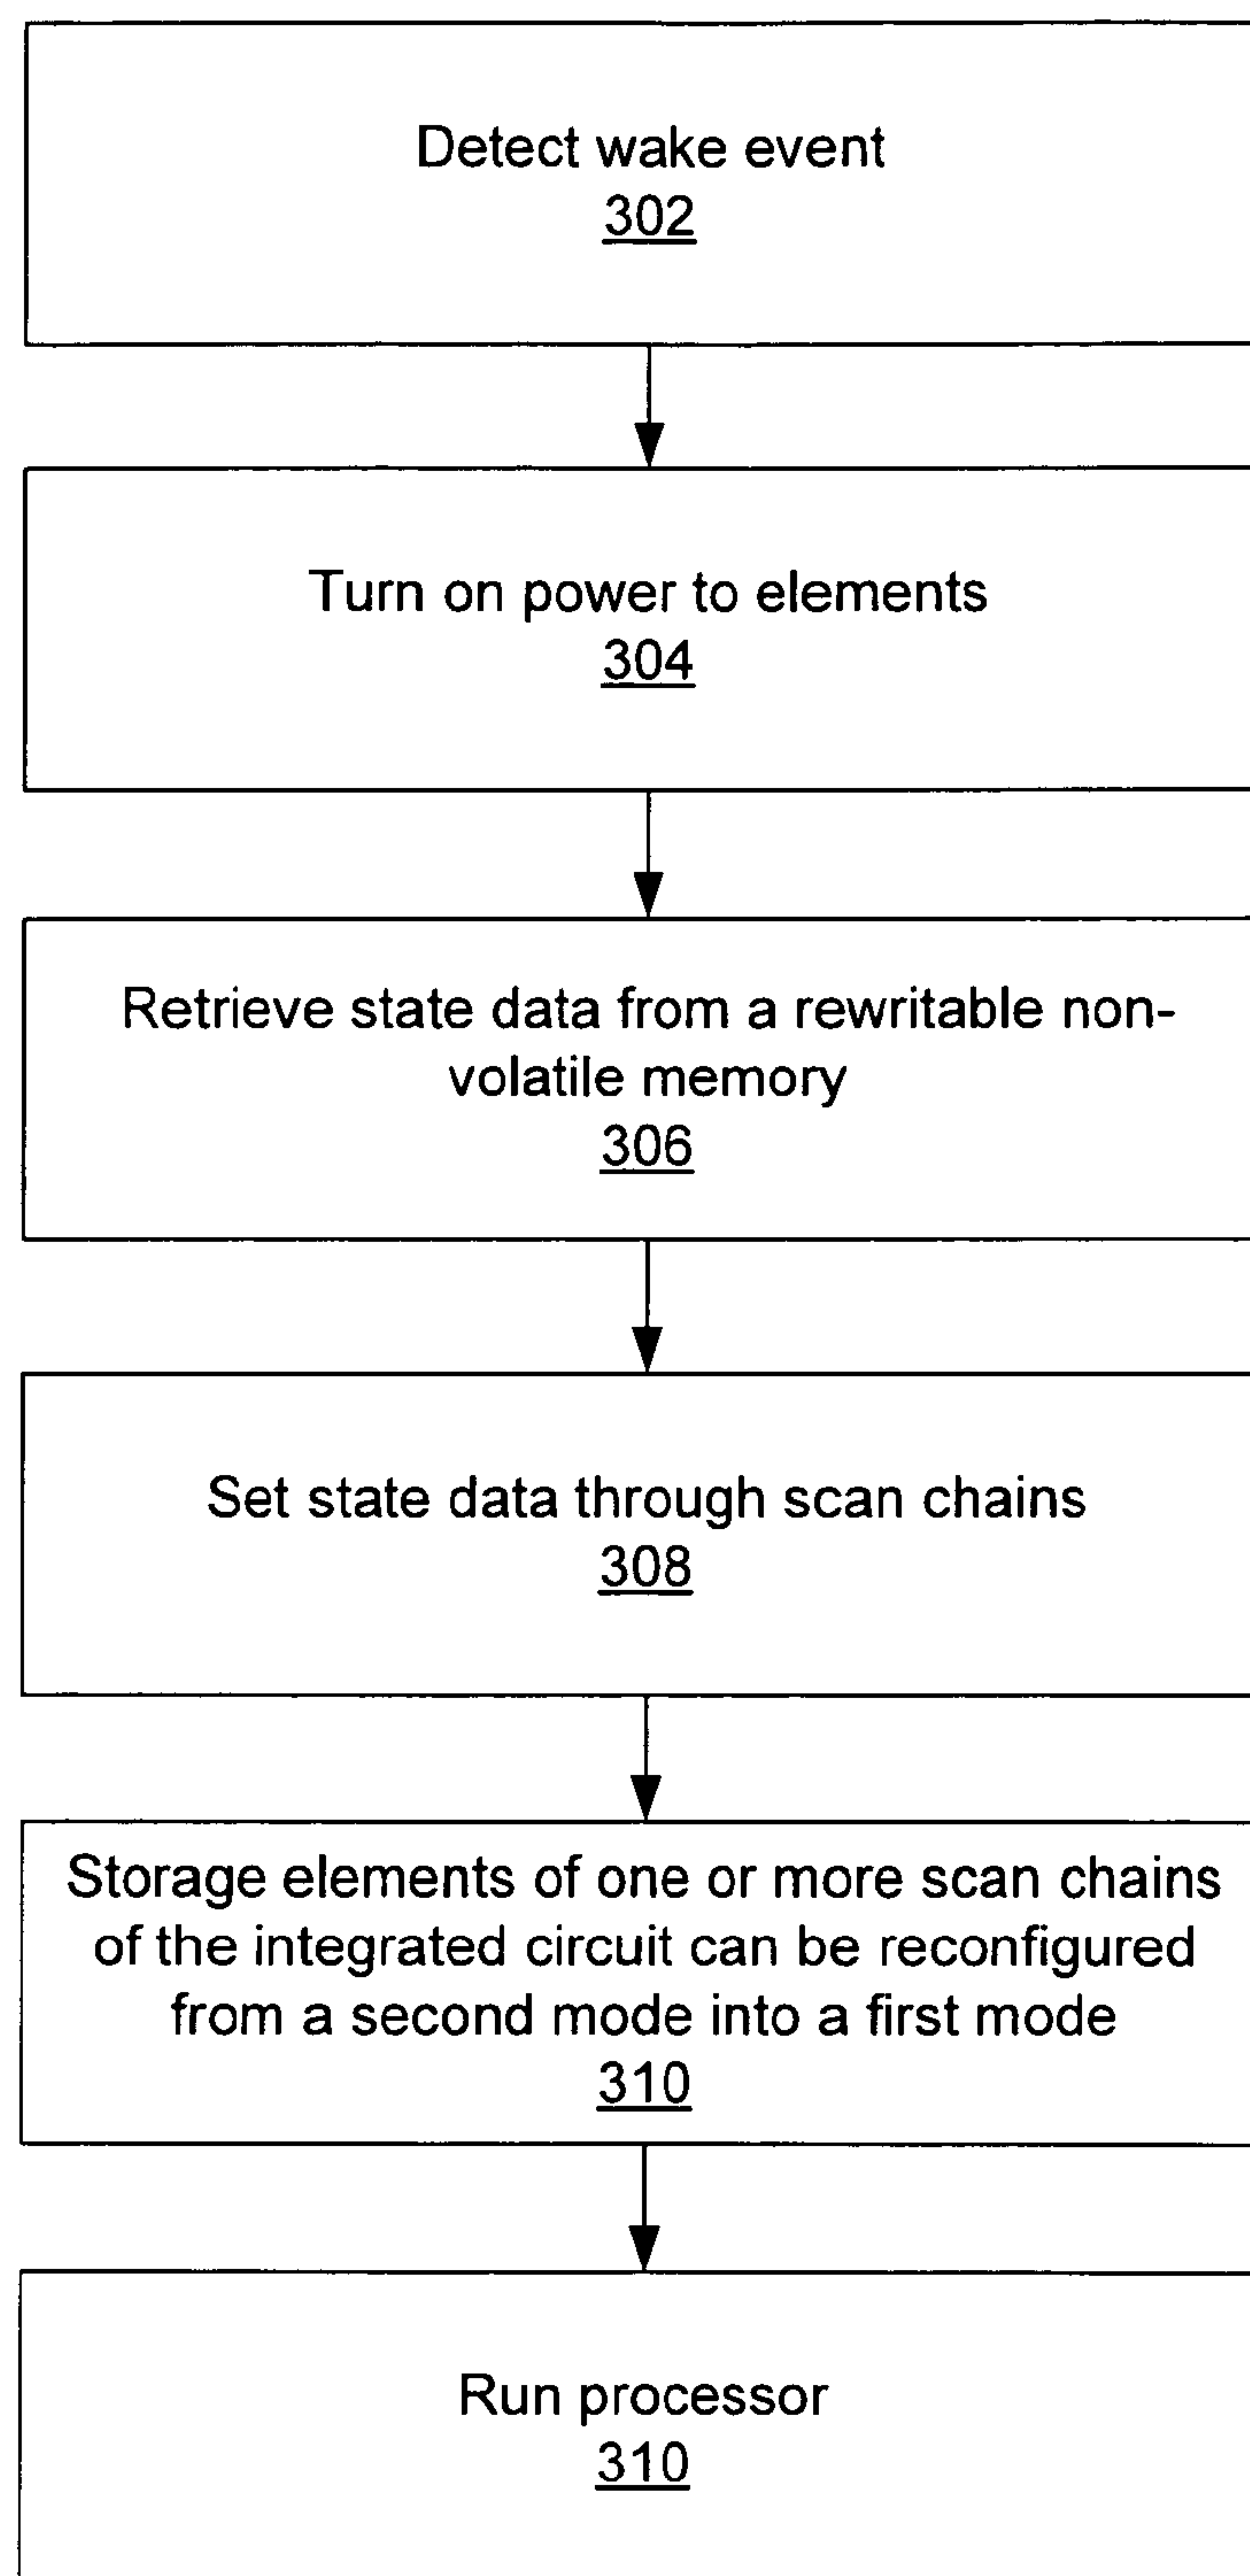 Detect wake event
302
Turn on power to elements
304
Retrieve state data from a rewritable non-
volatile memory
306
Set state data through scan chains
308
Storage elements of one or more scan chains
of the integrated circuit can be reconfigured
from a second mode into a first mode
310
Run processor
310